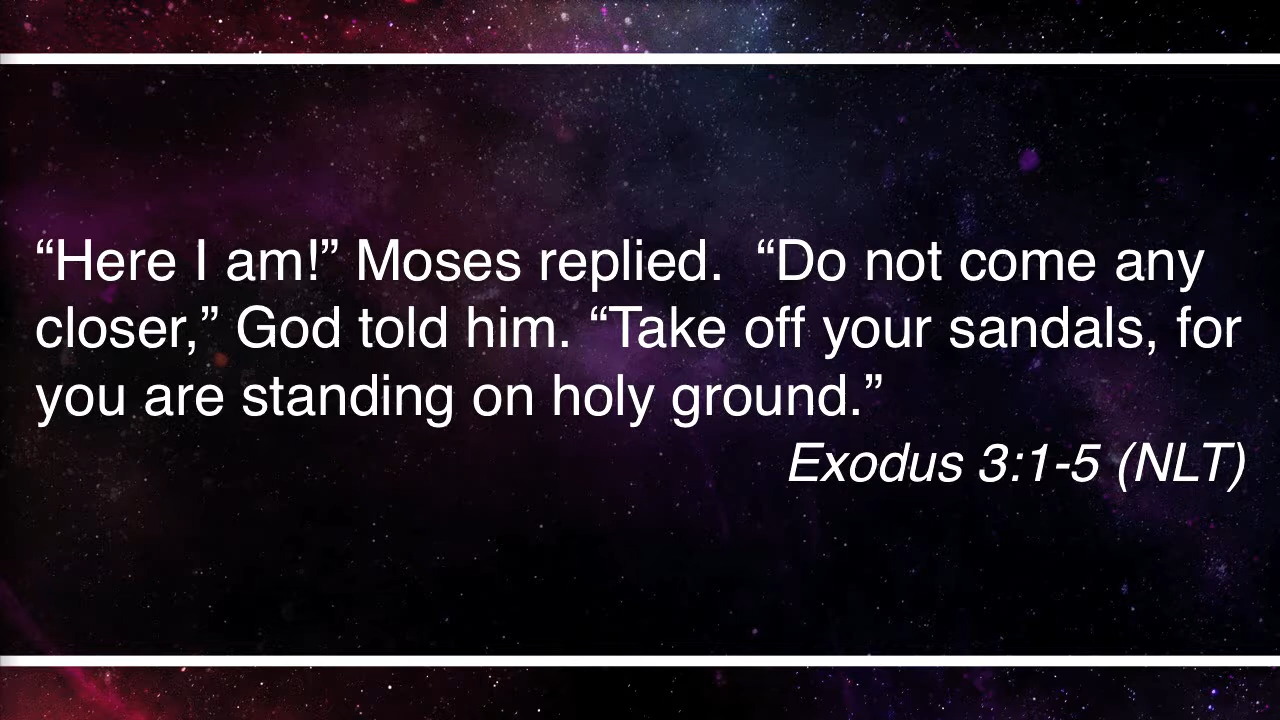 “Here I am!” Moses replied.  “Do not come any
closer,” God told him. “Take off your sandals, for
you are standing on holy ground.”
Exodus 3:1-5 (NLT)